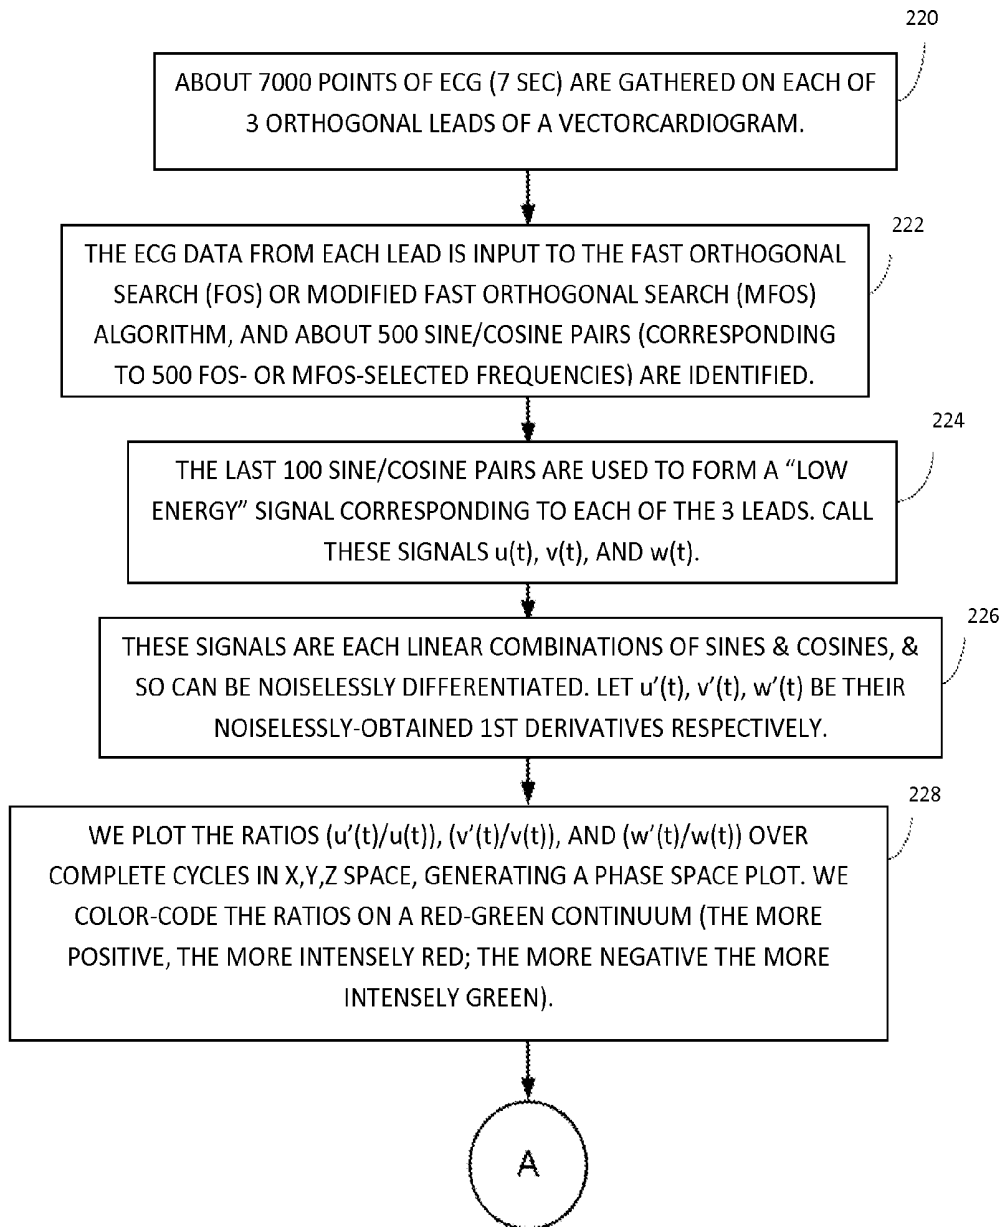 220
ABOUT 7000 POINTS OF ECG (7 SEC) ARE GATHERED ON EACH OF
3 ORTHOGONAL LEADS OF A VECTORCARDIOGRAM.
222
THE ECG DATA FROM EACH LEAD IS INPUT TO THE FAST ORTHOGONAL
SEARCH (FOS) OR MODIFIED FAST ORTHOGONAL SEARCH (MFOS)
ALGORITHM, AND ABOUT 500 SINE/COSINE PAIRS (CORRESPONDING
TO 500 FOS- OR MFOS-SELECTED FREQUENCIES) ARE IDENTIFIED.
224
THE LAST 100 SINE/COSINE PAIRS ARE USED TO FORM A “LOW
ENERGY” SIGNAL CORRESPONDING TO EACH OF THE 3 LEADS. CALL
THESE SIGNALS u(t), v(t), AND w(t).
226
THESE SIGNALS ARE EACH LINEAR COMBINATIONS OF SINES & COSINES, &
SO CAN BE NOISELESSLY DIFFERENTIATED. LET u’(t), v’(t), w’(t) BE THEIR
NOISELESSLY-OBTAINED 1ST DERIVATIVES RESPECTIVELY.
228
WE PLOT THE RATIOS (u’(t)/u(t)), (v’(t)/v(t)), AND (w’(t)/w(t)) OVER
COMPLETE CYCLES IN X,Y,Z SPACE, GENERATING A PHASE SPACE PLOT. WE
COLOR-CODE THE RATIOS ON A RED-GREEN CONTINUUM (THE MORE
POSITIVE, THE MORE INTENSELY RED; THE MORE NEGATIVE THE MORE
INTENSELY GREEN).
A